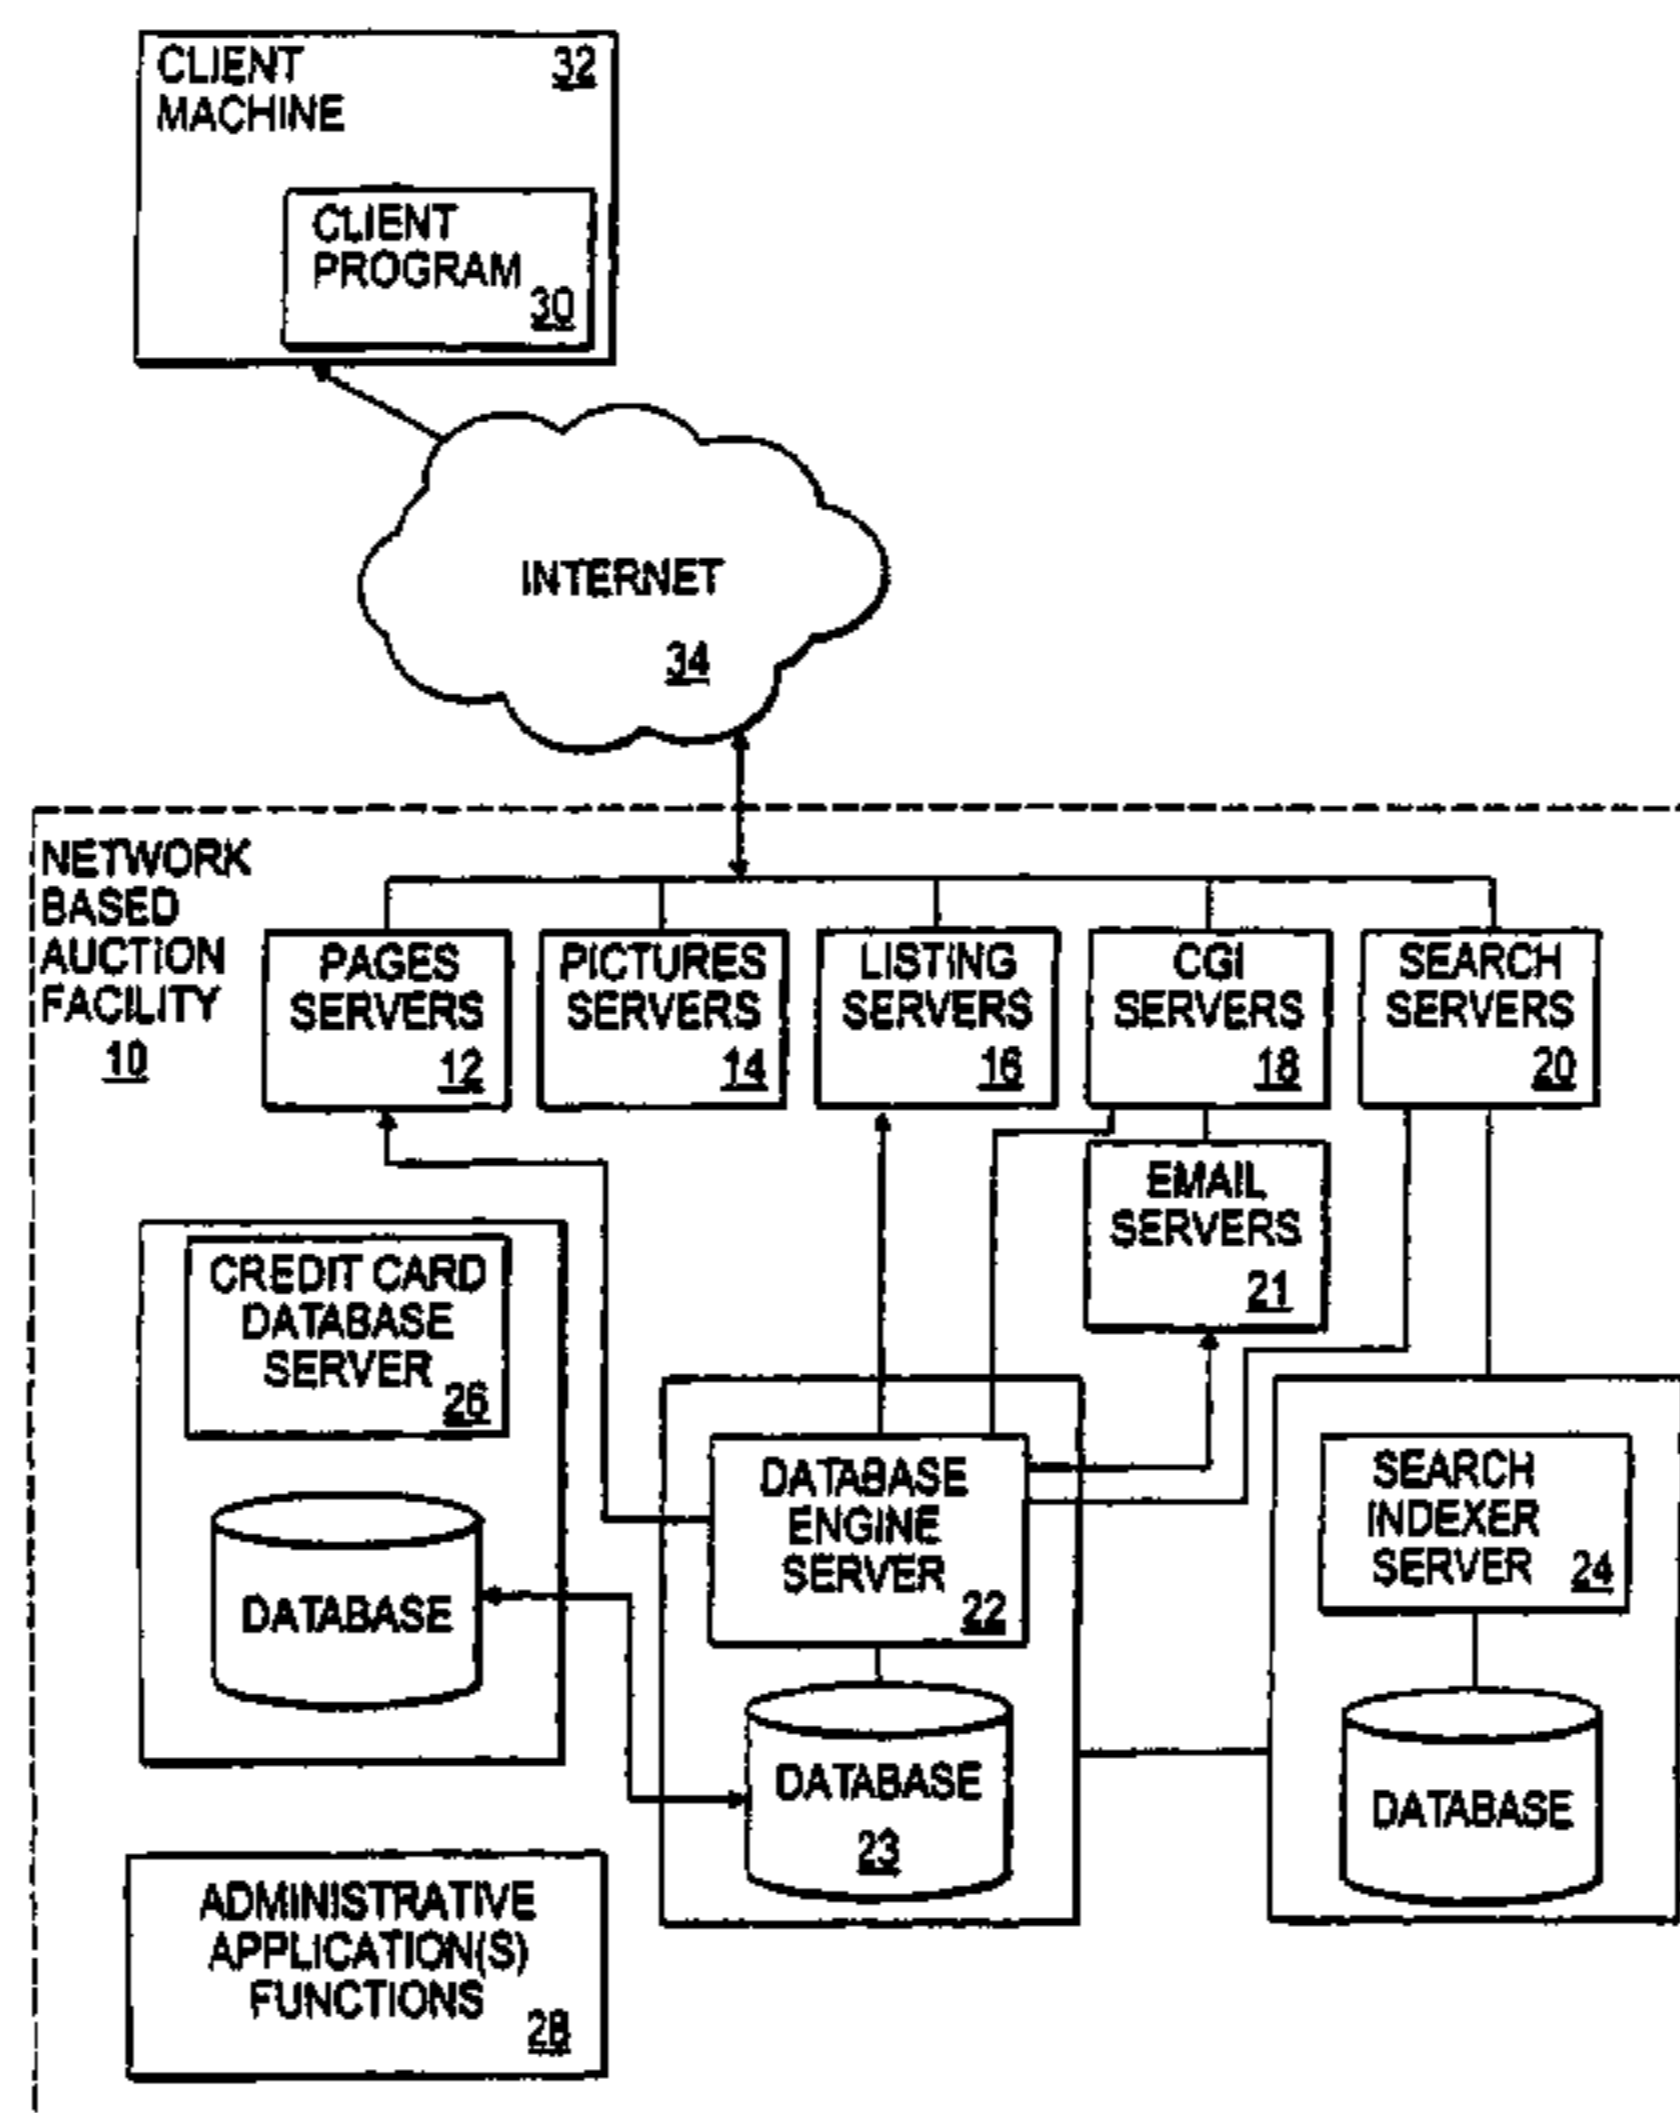 CLIENT
MACHINE
32
CLIENT
PROGRAM
30
INTERNET
34
NETWORK
BASED
AUCTION
FACILITY
10
PAGES
SERVERS
12
PICTURES
SERVERS
14
LISTING
SERVERS
16
CGI
SERVERS
18
SEARCH
SERVERS
20
EMAIL
SERVERS
21
CREDIT CARD
DATABASE
SERVER
26
DATABASE
DATABASE
ENGINE
SERVER
22
DATABASE
23
SEARCH
INDEXER
SERVER
24
DATABASE
ADMINISTRATIVE
APPLICATION(S)
FUNCTIONS
28